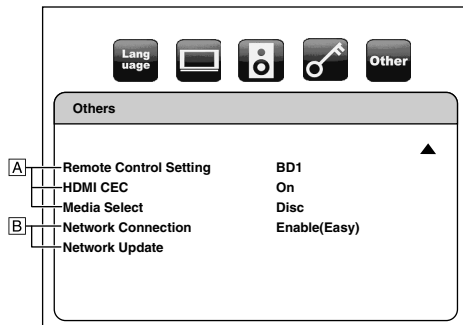 Lang
uage
Other
Others
A
Remote Control Setting BD1
HDMI CEC On
Media Select Disc
B
Network Connection Enable(Easy)
Network Update